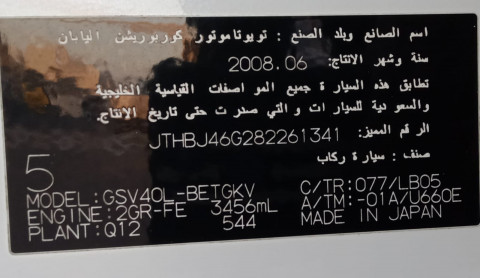 اسم الصانع وبلد الصنع : تويوتاموتور كوربوريشن اليابان
سنة وشهر الانتاج: 2008.06
تطابق هذه السيارة جميع المواصفات القياسية الخليجية
والسعودية للسيارات والتي صدرت حتى تاريخ الإنتاج.
الرقم المميز: JTHBJ46G282261341
صنف : سيارة ركاب
5
MODEL:GSV40L-BETGKV C/TR:077/LB05
ENGINE:2GR-FE 3456mL A/TM:-01A/U660E
PLANT:Q12 544 MADE IN JAPAN